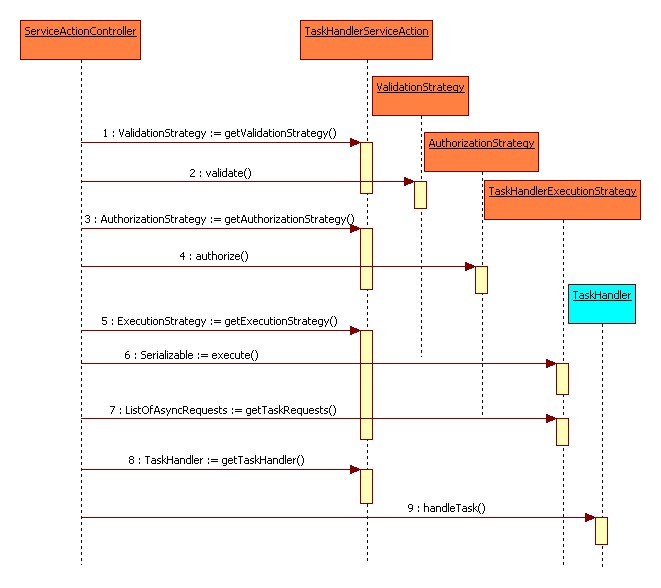 ServiceActionController
TaskHandlerServiceAction
ValidationStrategy
1 : ValidationStrategy := getValidationStrategy()
AuthorizationStrategy
2 : validate()
TaskHandlerExecutionStrategy
3 : AuthorizationStrategy := getAuthorizationStrategy()
4 : authorize()
TaskHandler
5 : ExecutionStrategy := getExecutionStrategy()
6 : Serializable := execute()
7 : ListOfAsyncRequests := getTaskRequests()
8 : TaskHandler := getTaskHandler()
9 : handleTask()